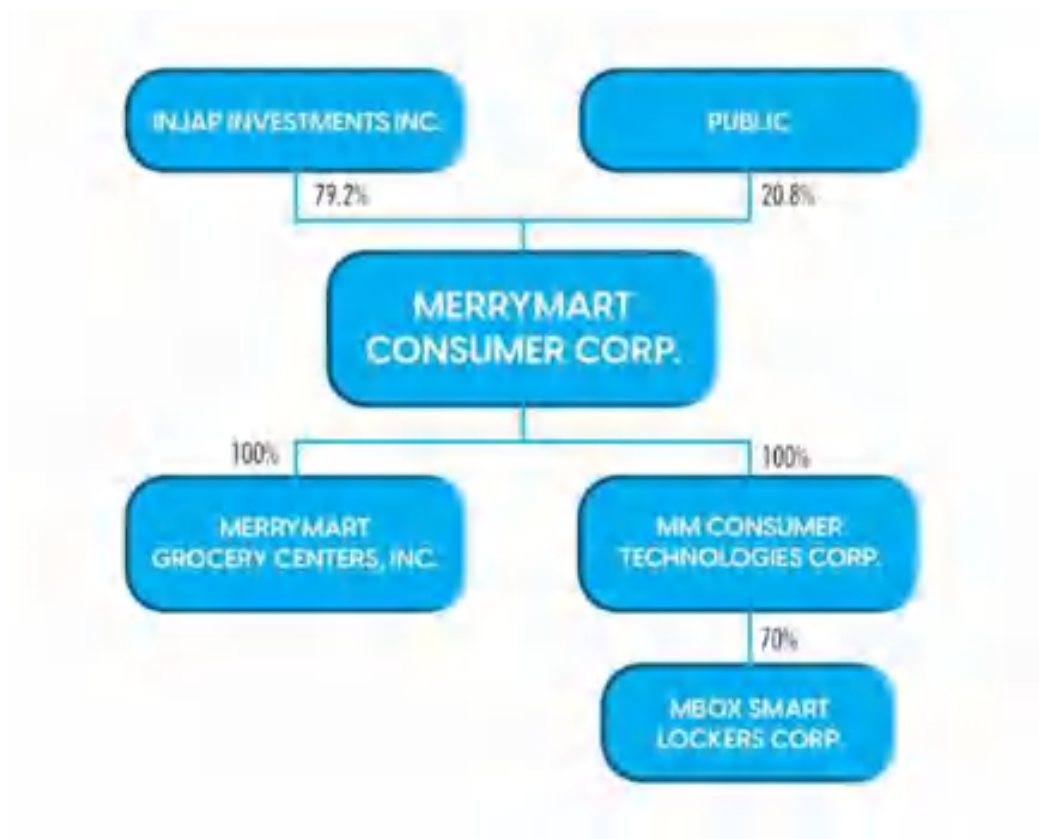 INJAP INVESTMENTS INC.
PUBLIC
79.2%
20.8%
MERRYMART
CONSUMER CORP.
100%
100%
MERRYMART
GROCERY CENTERS, INC.
MM CONSUMER
TECHNOLOGIES CORP.
70%
MBOX SMART
LOCKERS CORP.